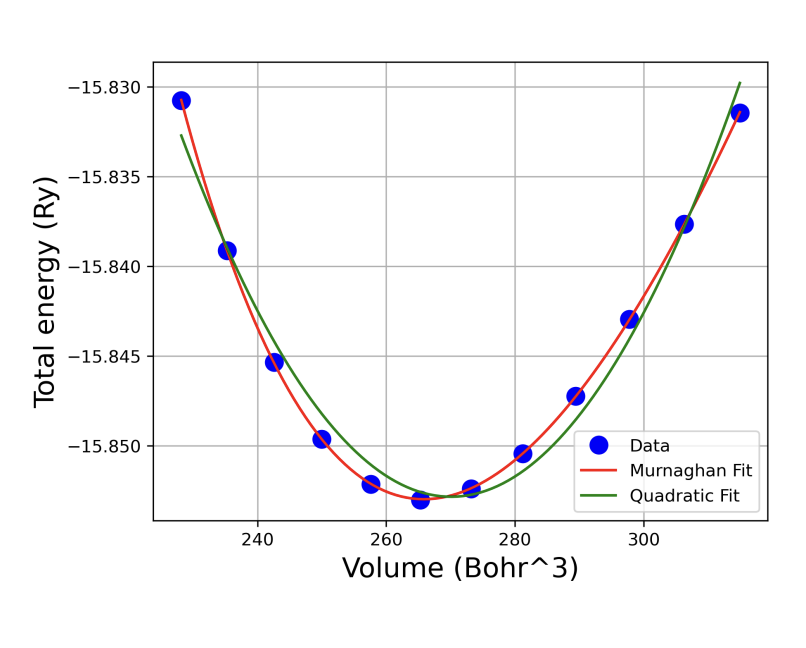 −15.830
−15.835
−15.840
−15.845
−15.850
Total energy (Ry)
Data
Murnaghan Fit
Quadratic Fit
240
260
280
300
Volume (Bohr^3)